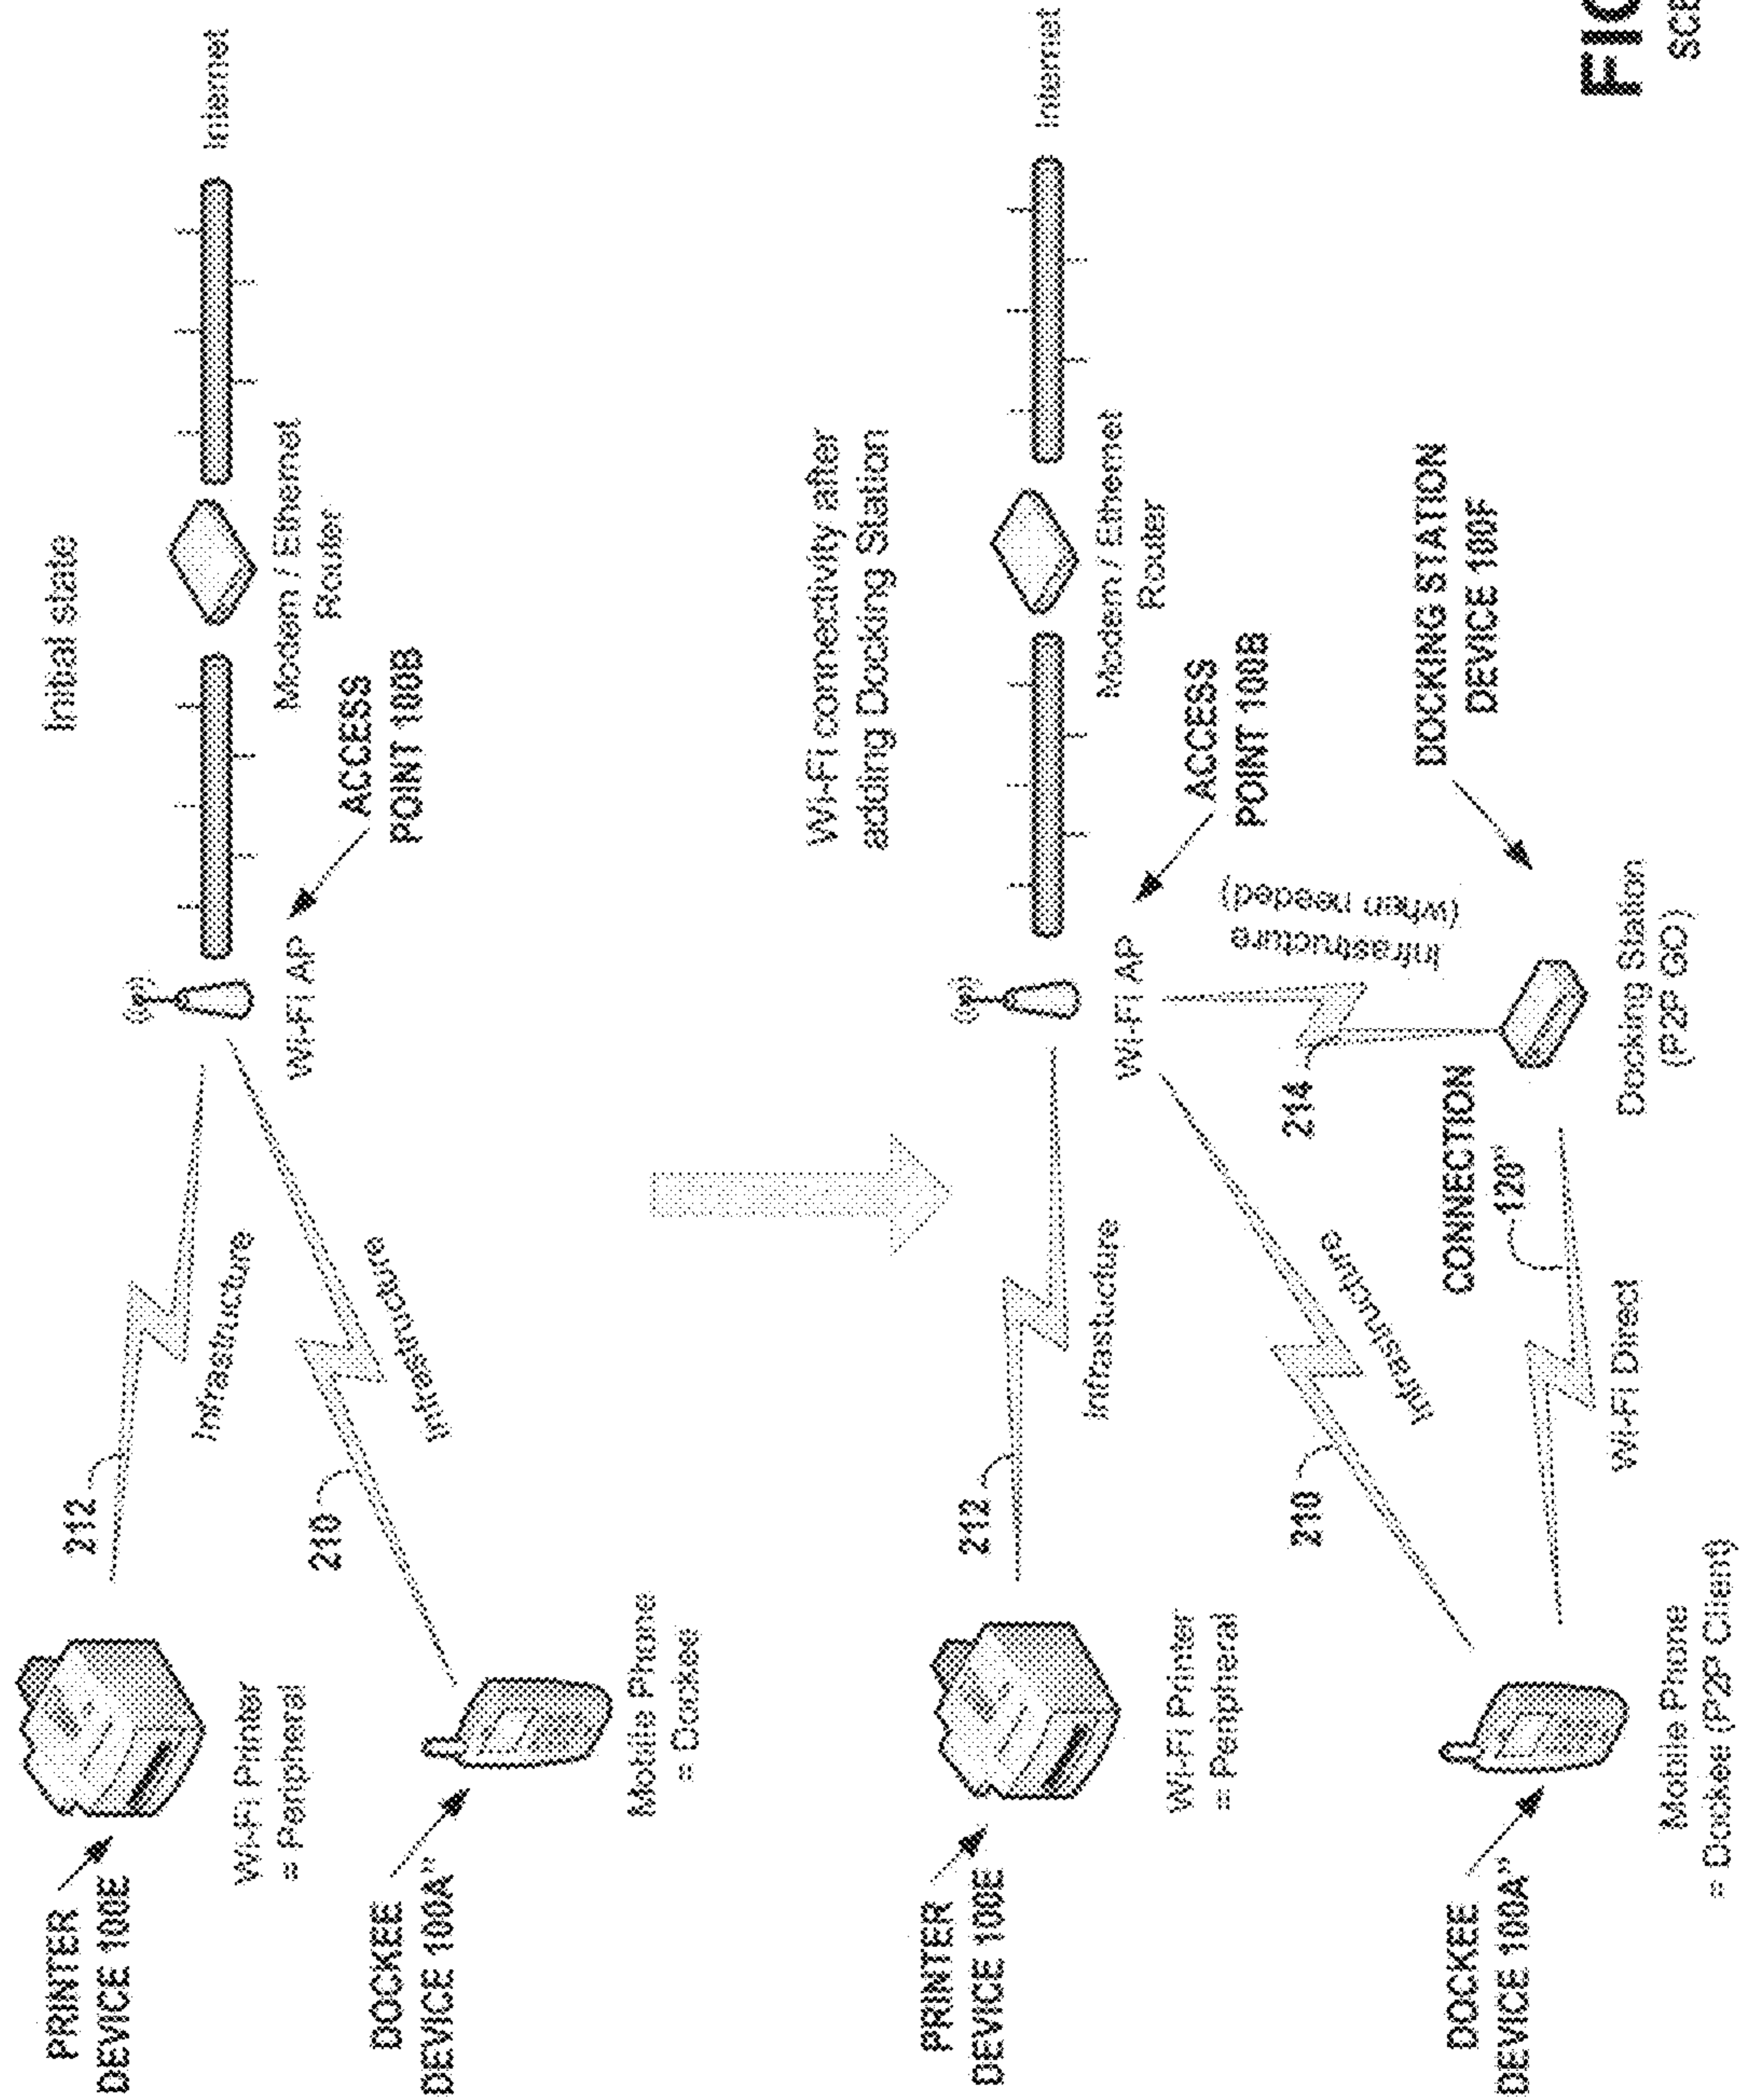 Initial state
PRINTER
DEVICE 100E
Wi-Fi Printer
= Peripheral
212
Infrastructure
DOCKEE
DEVICE 100A"
Mobile Phone
= Dockee
210
Infrastructure
Wi-Fi AP
ACCESS
POINT 100B
Modem / Ethernet
Router
Internet
Wi-Fi connectivity after
adding Docking Station
PRINTER
DEVICE 100E
Wi-Fi Printer
= Peripheral
212
Infrastucture
Wi-Fi AP
ACCESS
POINT 100B
Modem / Ethernet
Router
Internet
210
Infrastructure
214
Infrastructure
(when needed)
DOCKEE
DEVICE 100A"
Mobile Phone
= Dockee (P2P Client)
CONNECTION
120"
Wi-Fi Direct
Docking Station
(P2P GO)
DOCKING STATION
DEVICE 100F